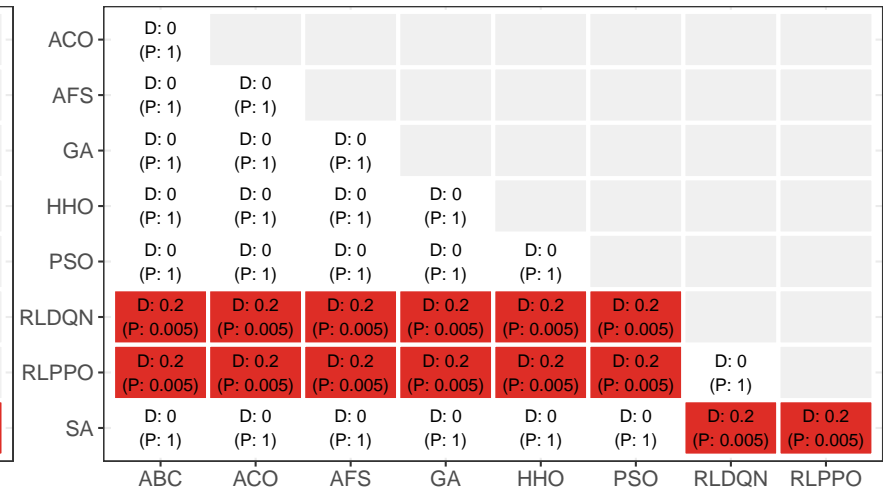 ACO D: 0
(P: 1)
AFS D: 0 D: 0
(P: 1) (P: 1)
GA D: 0 D: 0 D: 0
(P: 1) (P: 1) (P: 1)
HHO D: 0 D: 0 D: 0 D: 0
(P: 1) (P: 1) (P: 1) (P: 1)
PSO D: 0 D: 0 D: 0 D: 0 D: 0
(P: 1) (P: 1) (P: 1) (P: 1) (P: 1)
RLDQN D: 0.2 D: 0.2 D: 0.2 D: 0.2 D: 0.2 D: 0.2
(P: 0.005) (P: 0.005) (P: 0.005) (P: 0.005) (P: 0.005) (P: 0.005)
RLPPO D: 0.2 D: 0.2 D: 0.2 D: 0.2 D: 0.2 D: 0.2 D: 0
(P: 0.005) (P: 0.005) (P: 0.005) (P: 0.005) (P: 0.005) (P: 0.005) (P: 1)
SA D: 0 D: 0 D: 0 D: 0 D: 0 D: 0 D: 0.2 D: 0.2
(P: 1) (P: 1) (P: 1) (P: 1) (P: 1) (P: 1) (P: 0.005) (P: 0.005)
ABC ACO AFS GA HHO PSO RLDQN RLPPO